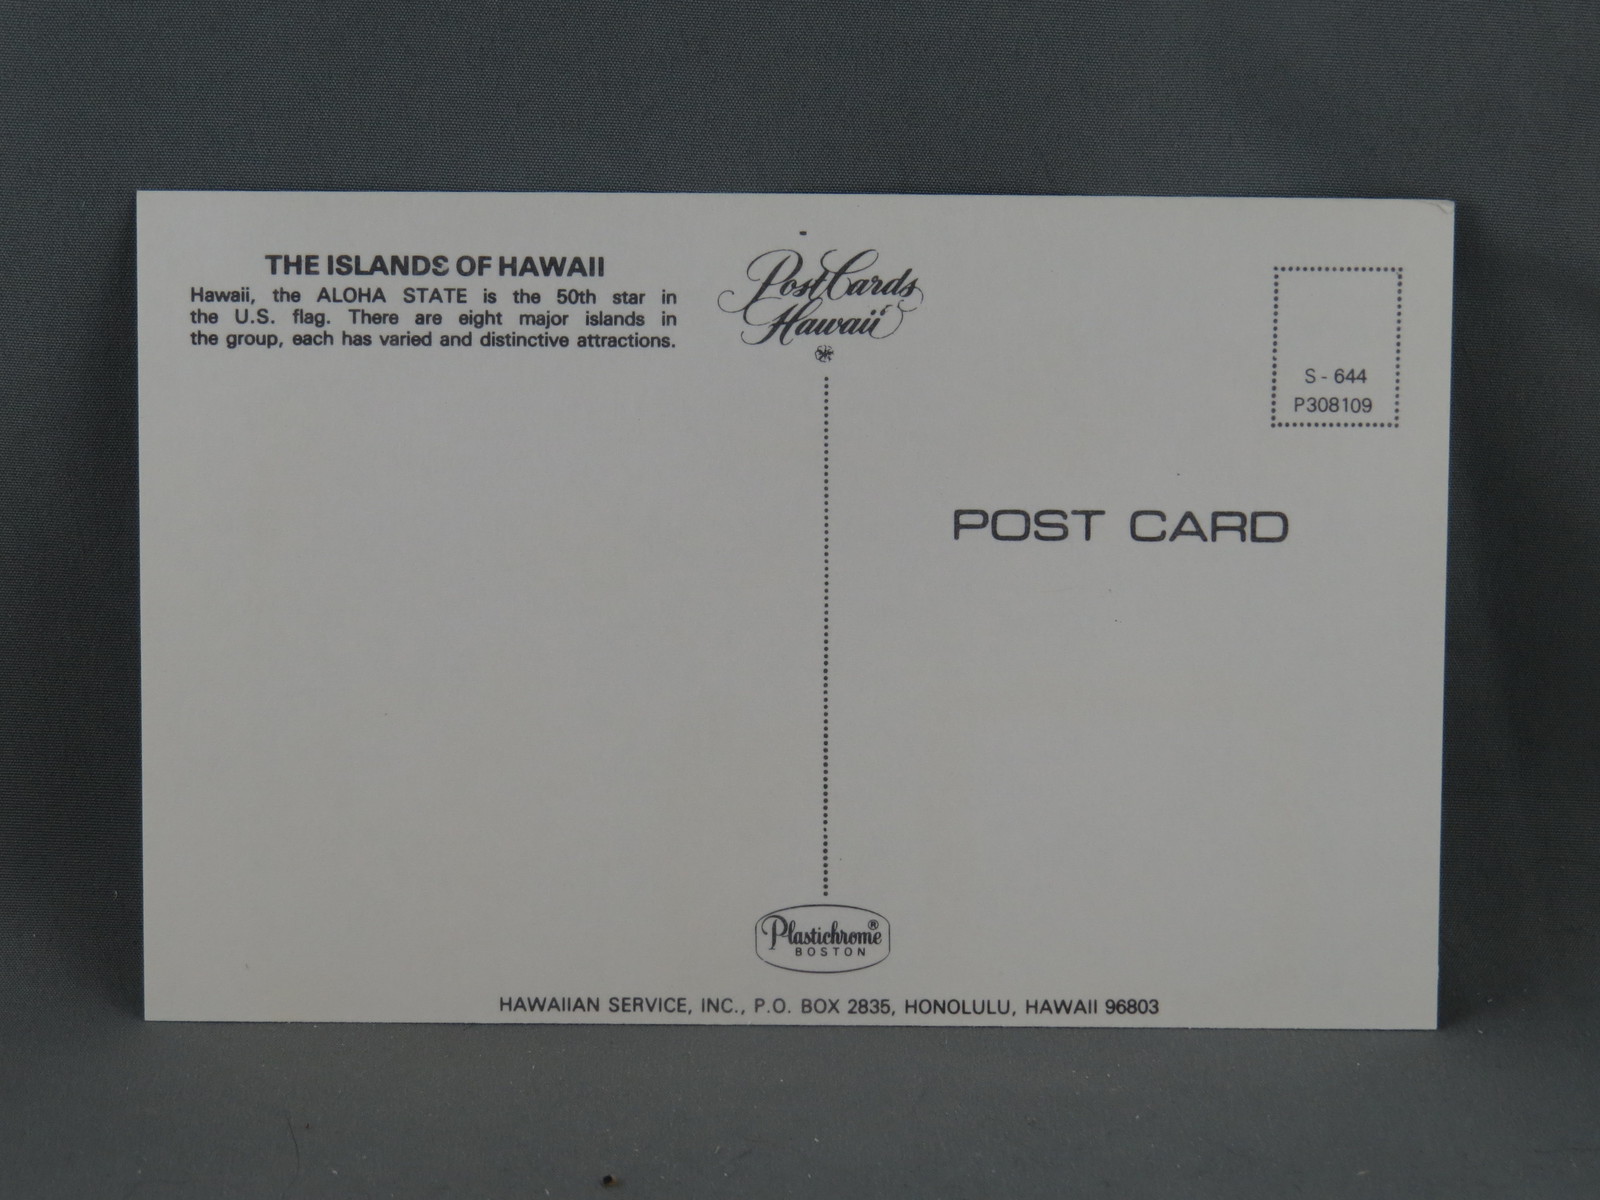 THE ISLANDS OF HAWAII
Hawaii, the ALOHA STATE is the 50th star in
the U.S. flag. There are eight major islands in
the group, each has varied and distinctive attractions.
Post Cards
Hawaii
S - 644
P308109
POST CARD
Plastichrome®
BOSTON
HAWAIIAN SERVICE, INC., P.O. BOX 2835, HONOLULU, HAWAII 96803